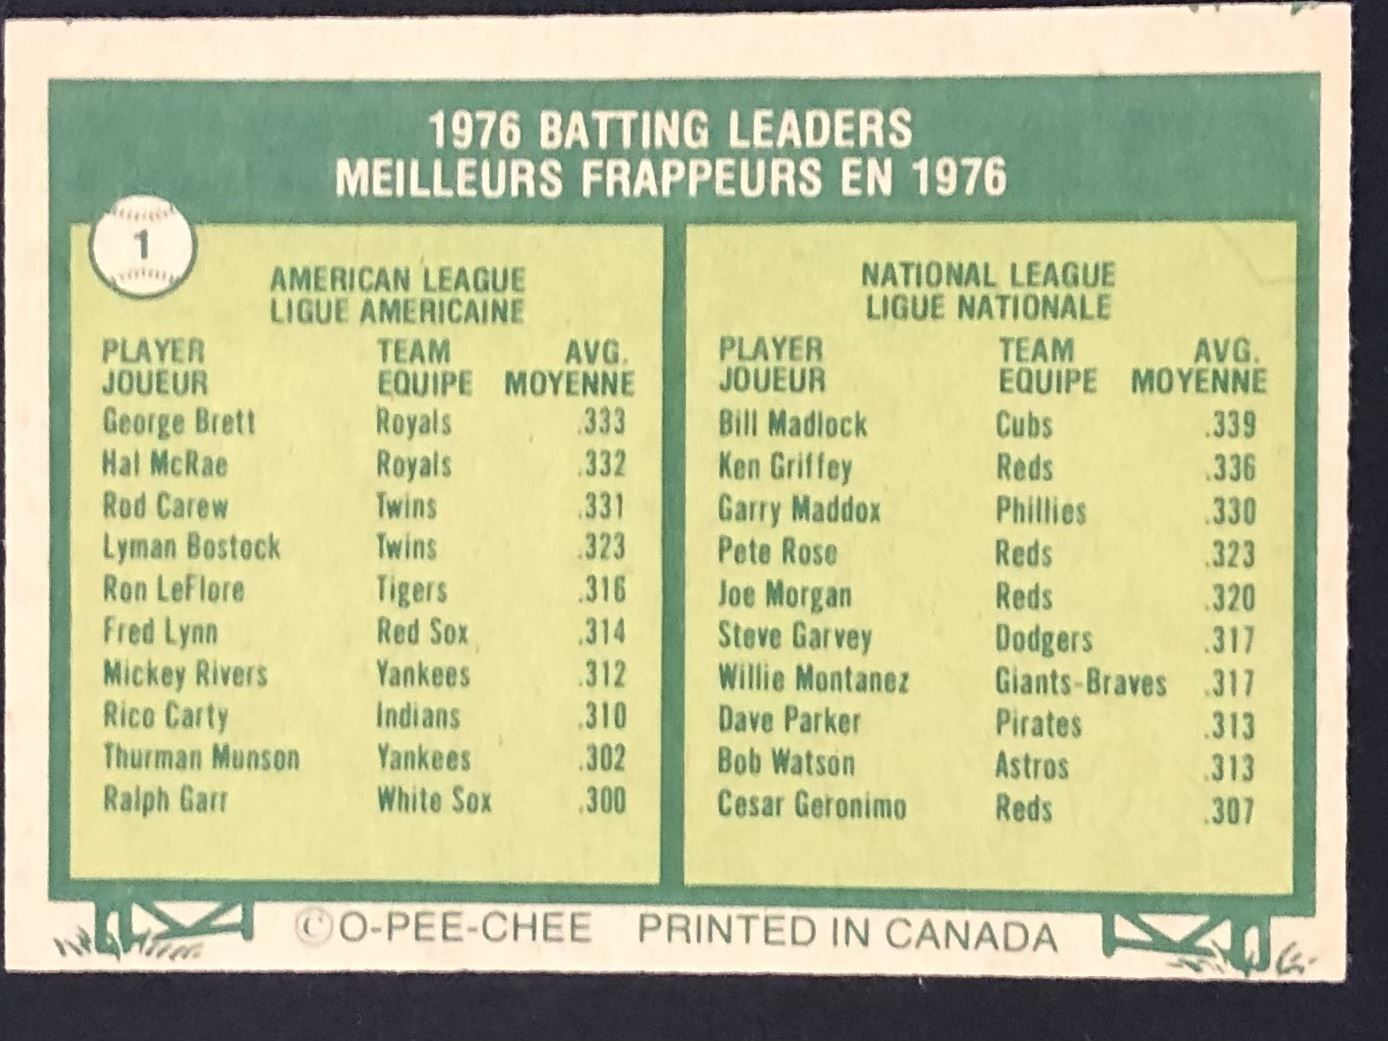 1976 BATTING LEADERS
MEILLEURS FRAPPEURS EN 1976
1
AMERICAN LEAGUE
LIGUE AMERICAINE
PLAYER TEAM AVG.
JOUEUR EQUIPE MOYENNE
George Brett Royals .333
Hal McRae Royals .332
Rod Carew Twins .331
Lyman Bostock Twins .323
Ron LeFlore Tigers .316
Fred Lynn Red Sox .314
Mickey Rivers Yankees .312
Rico Carty Indians .310
Thurman Munson Yankees .302
Ralph Garr White Sox .300
NATIONAL LEAGUE
LIGUE NATIONALE
PLAYER TEAM AVG.
JOUEUR EQUIPE MOYENNE
Bill Madlock Cubs .339
Ken Griffey Reds .336
Garry Maddox Phillies .330
Pete Rose Reds .323
Joe Morgan Reds .320
Steve Garvey Dodgers .317
Willie Montanez Giants-Braves .317
Dave Parker Pirates .313
Bob Watson Astros .313
Cesar Geronimo Reds .307
©O-PEE-CHEE PRINTED IN CANADA